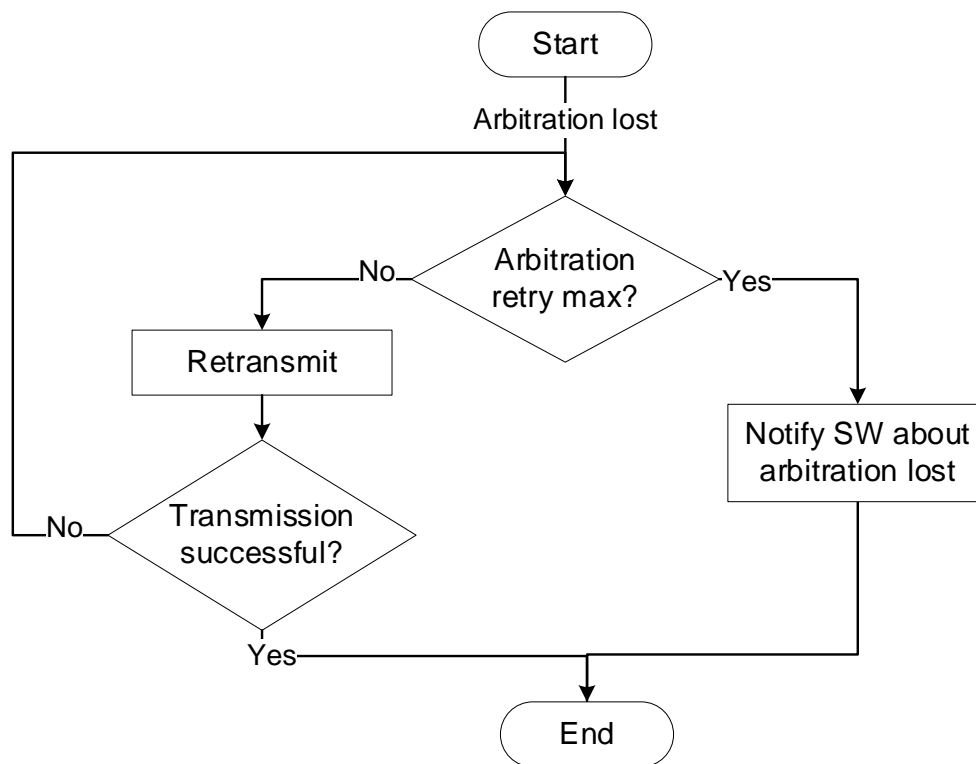 Start
Arbitration lost
Arbitration
retry max?
No
Yes
Retransmit
Notify SW about
arbitration lost
Transmission
successful?
No
Yes
End